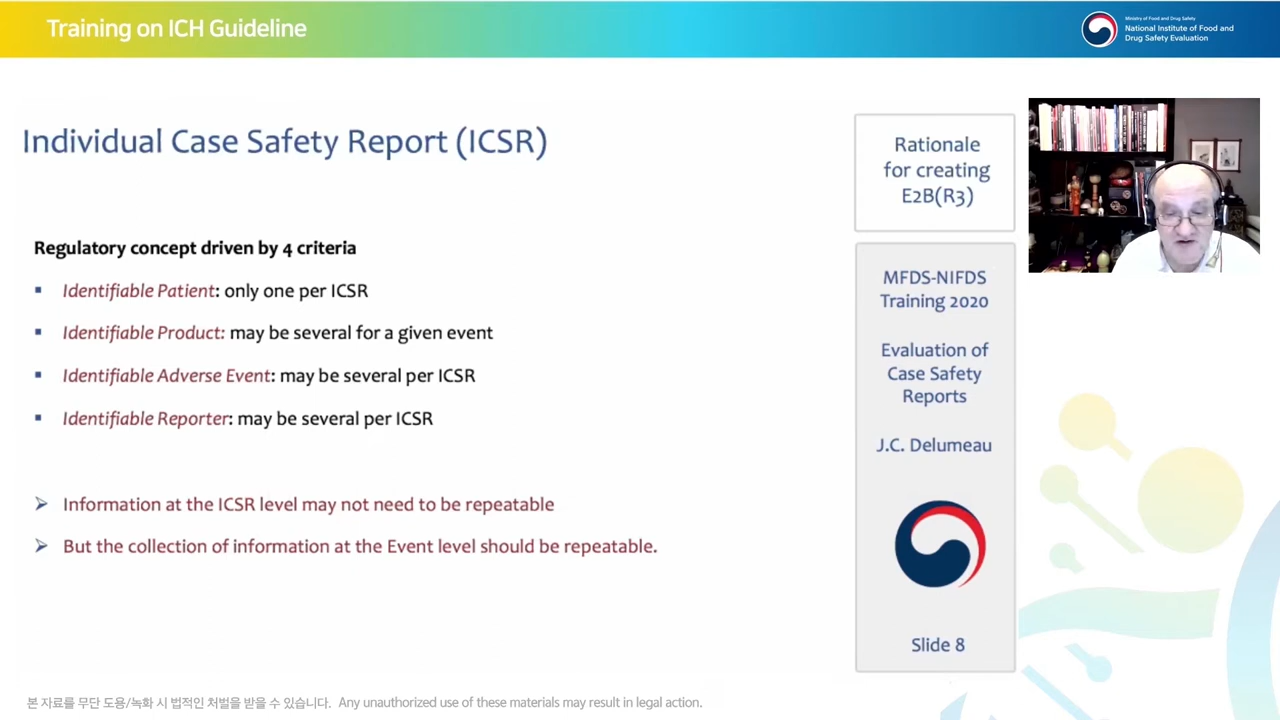 Training on ICH Guideline
Ministry of Food and Drug Safety
National Institute of Food and
Drug Safety Evaluation
Individual Case Safety Report (ICSR)
Regulatory concept driven by 4 criteria
▪ Identifiable Patient: only one per ICSR
▪ Identifiable Product: may be several for a given event
▪ Identifiable Adverse Event: may be several per ICSR
▪ Identifiable Reporter: may be several per ICSR
➢ Information at the ICSR level may not need to be repeatable
➢ But the collection of information at the Event level should be repeatable.
Rationale
for creating
E2B(R3)
MFDS-NIFDS
Training 2020
Evaluation of
Case Safety
Reports
J.C. Delumeau
Slide 8
본 자료를 무단 도용/녹화 시 법적인 처벌을 받을 수 있습니다. Any unauthorized use of these materials may result in legal action.